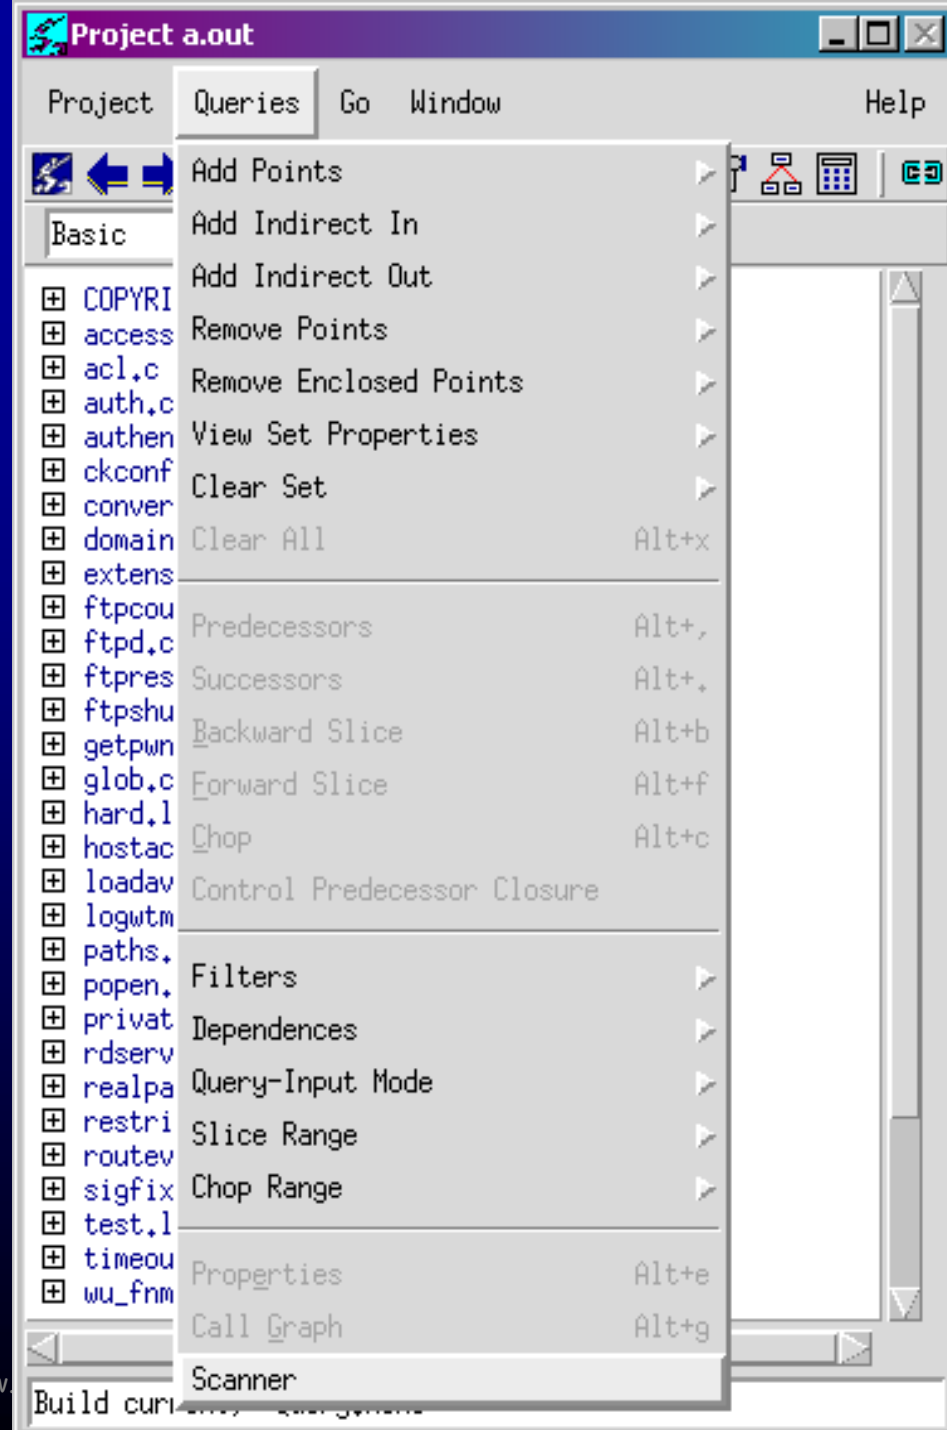 Project a.out
Project Queries Go Window Help
Basic
Add Points
Add Indirect In
Add Indirect Out
Remove Points
Remove Enclosed Points
View Set Properties
Clear Set
Clear All Alt+x
Predecessors Alt+,
Successors Alt+.
Backward Slice Alt+b
Forward Slice Alt+f
Chop Alt+c
Control Predecessor Closure
Filters
Dependences
Query-Input Mode
Slice Range
Chop Range
Properties Alt+e
Call Graph Alt+g
Scanner
COPYRI
access
acl.c
auth.c
authen
ckconf
conver
domain
extens
ftpcou
ftpd.c
ftpres
ftpshu
getpwn
glob.c
hard.l
hostac
loadav
logwtm
paths.
popen.
privat
rdserv
realpa
restri
routev
sigfix
test.l
timeou
wu_fnm
Build curr